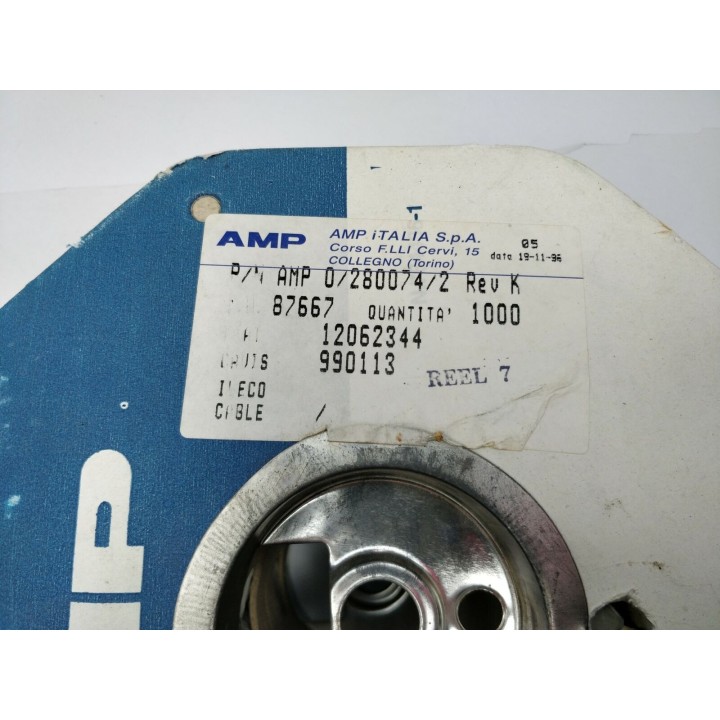 AMP
AMP iTALIA S.p.A.
Corso F.LLI Cervi, 15
COLLEGNO (Torino)
05
data 19-11-96
P/N AMP 0/280074/2 Rev K
87667 QUANTITA' 1000
12062344
990113
REEL 7
CABLE /